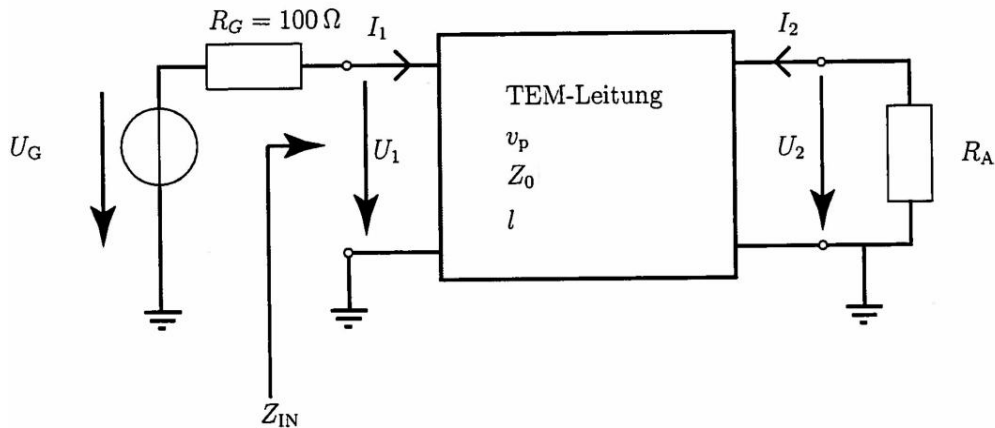 R_G = 100 Ω
I_1
I_2
TEM-Leitung
v_p
Z_0
l
U_G
U_1
U_2
R_A
Z_IN